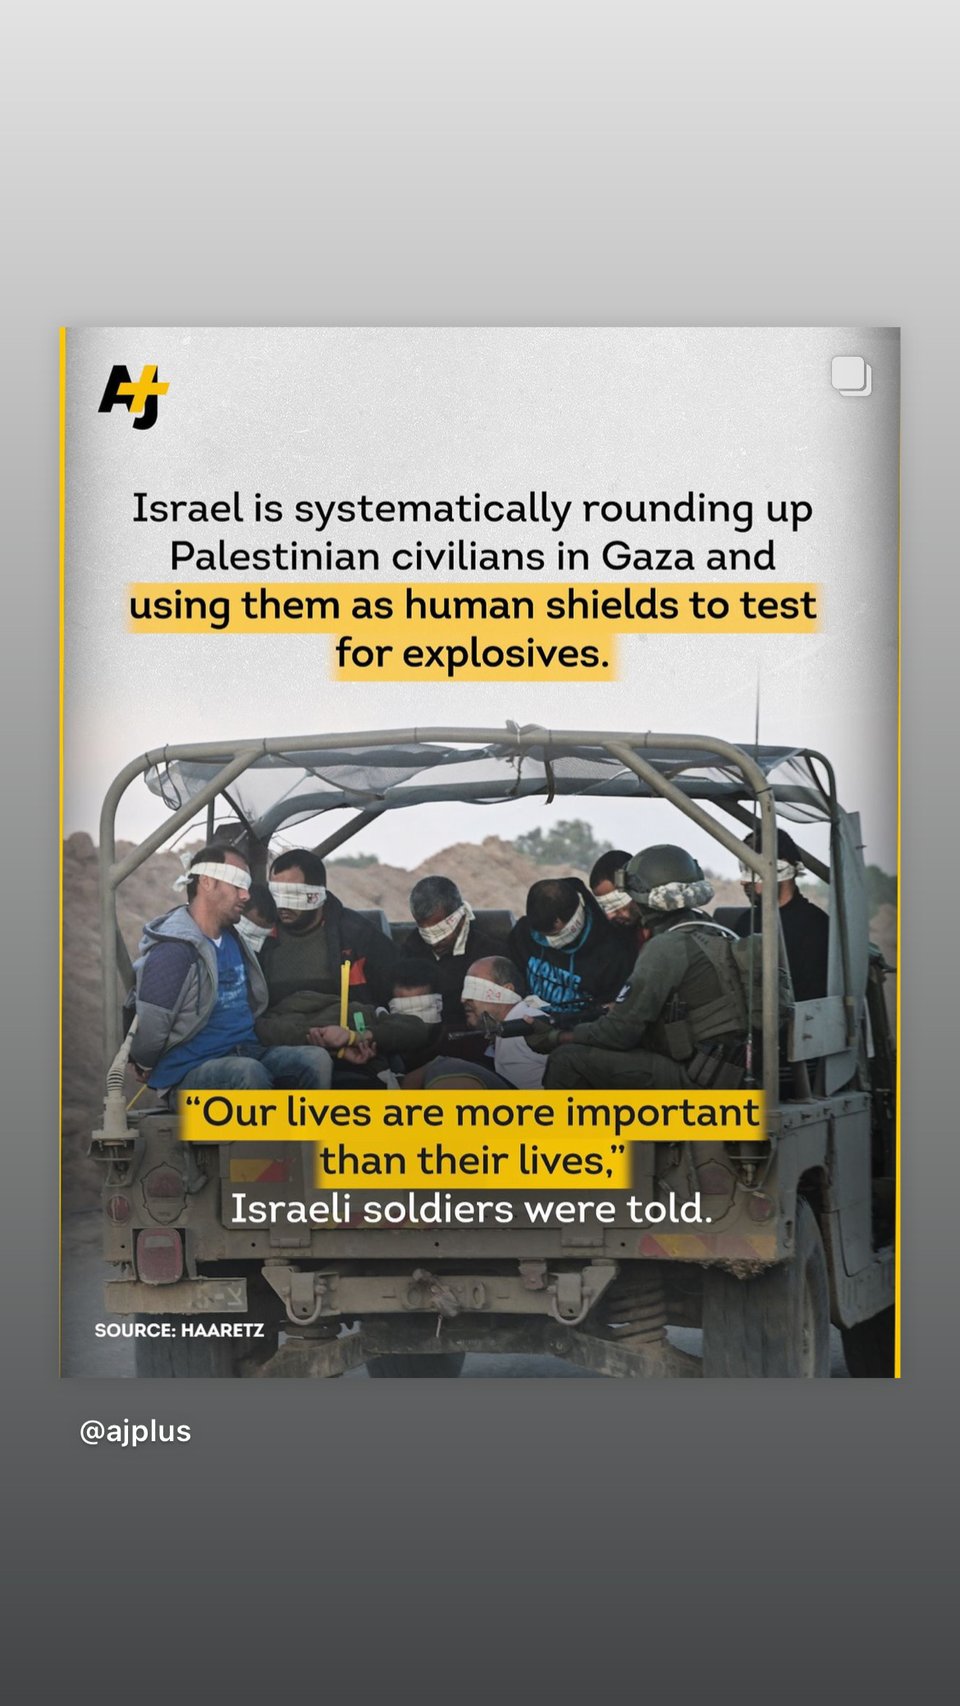 AJ+
Israel is systematically rounding up
Palestinian civilians in Gaza and
using them as human shields to test
for explosives.
“Our lives are more important
than their lives,”
Israeli soldiers were told.
SOURCE: HAARETZ
@ajplus